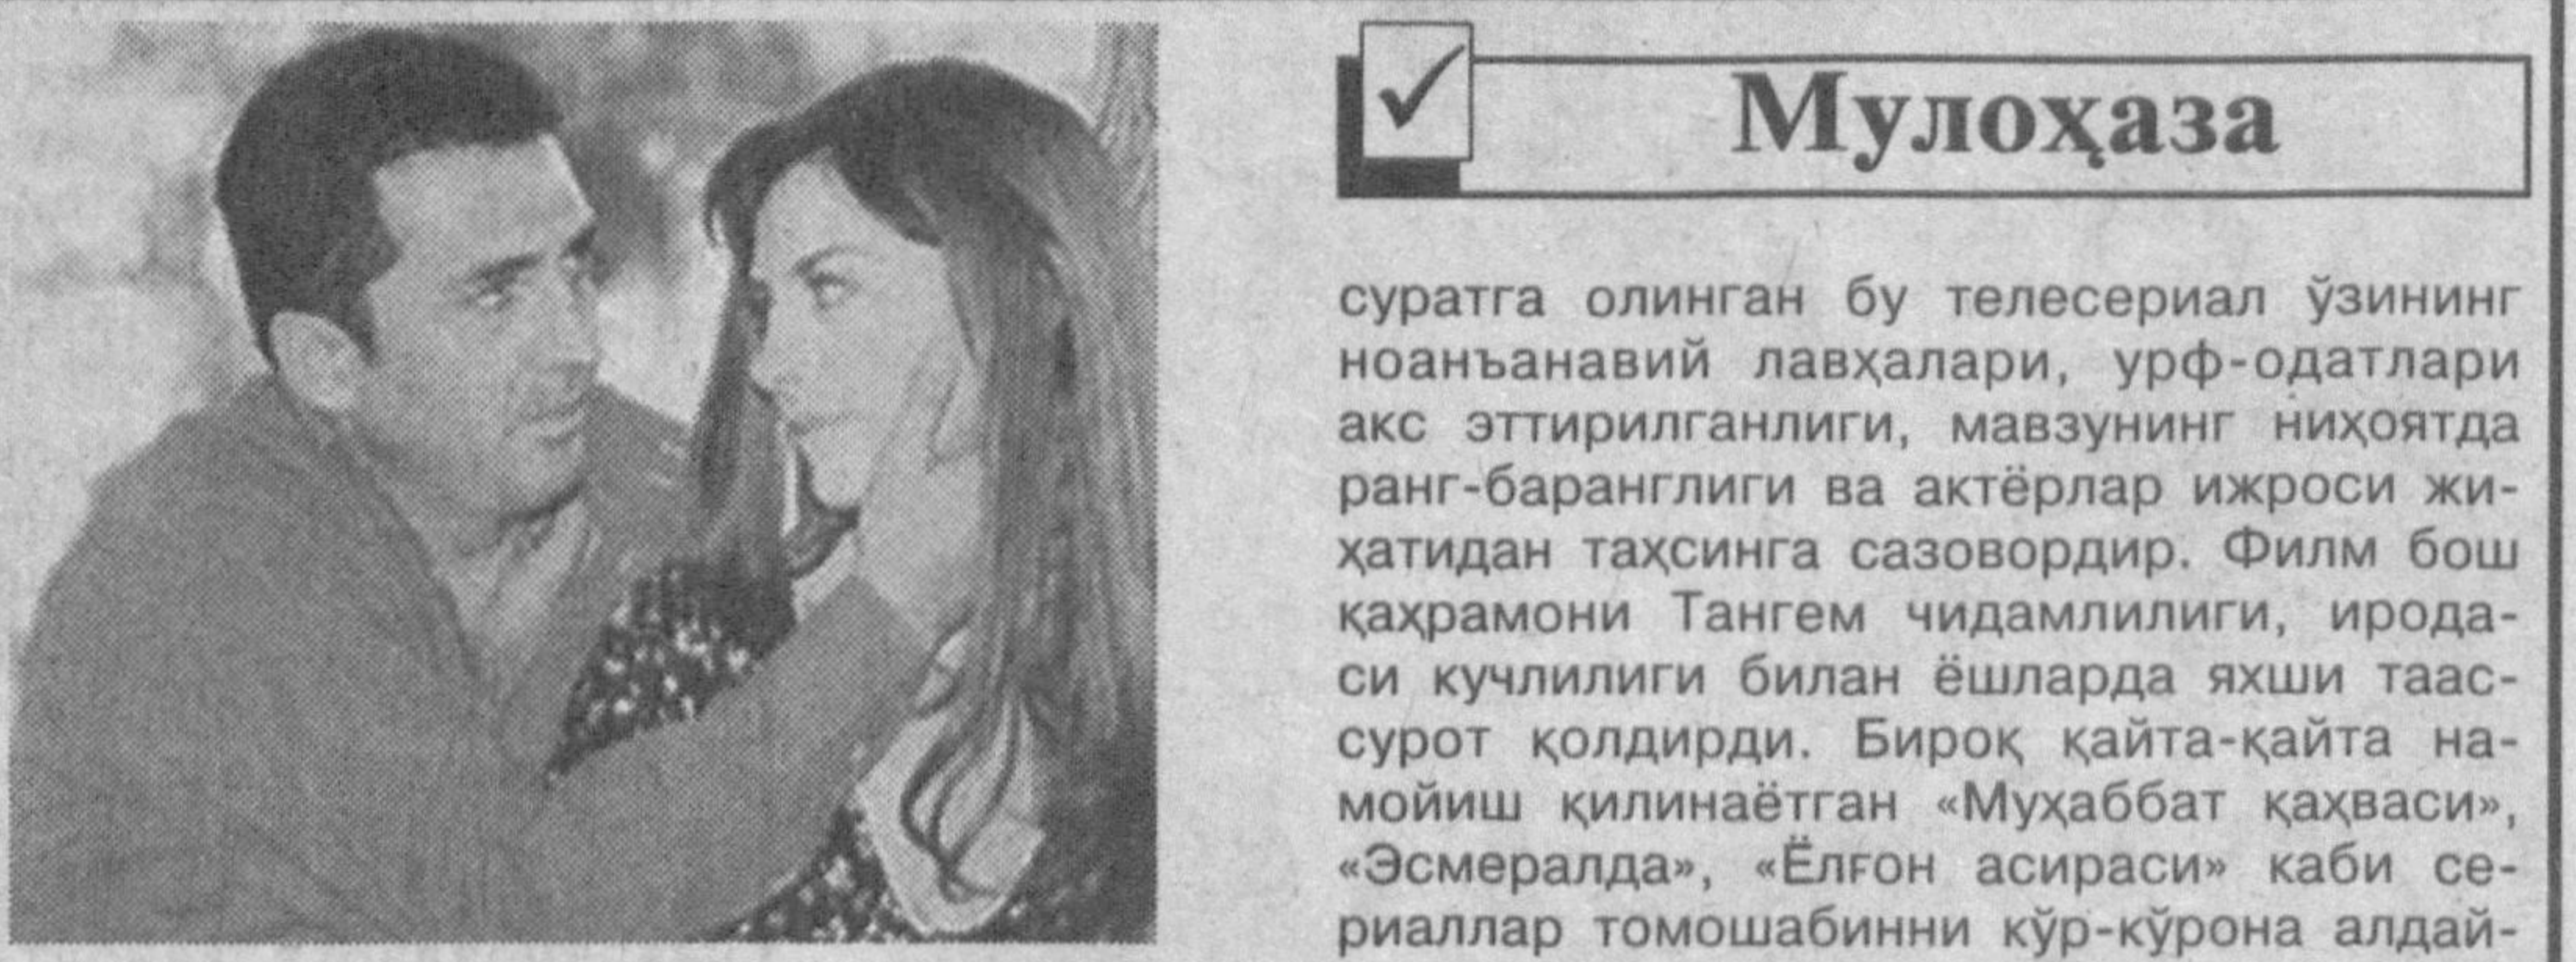 Мулоҳаза
суратга олинган бу телесериал ўзининг
ноанъанавий лавҳалари, урф-одатлари
акс эттирилганлиги, мавзунинг ниҳоятда
ранг-баранглиги ва актёрлар ижроси жи-
ҳатидан таҳсинга сазовордир. Филм бош
қаҳрамони Тангем чидамлилиги, ирода-
си кучлилиги билан ёшларда яхши таас-
сурот қолдирди. Бироқ қайта-қайта на-
мойиш қилинаётган «Муҳаббат қаҳваси»,
«Эсмералда», «Ёлғон асираси» каби се-
риаллар томошабинни кўр-кўрона алдай-